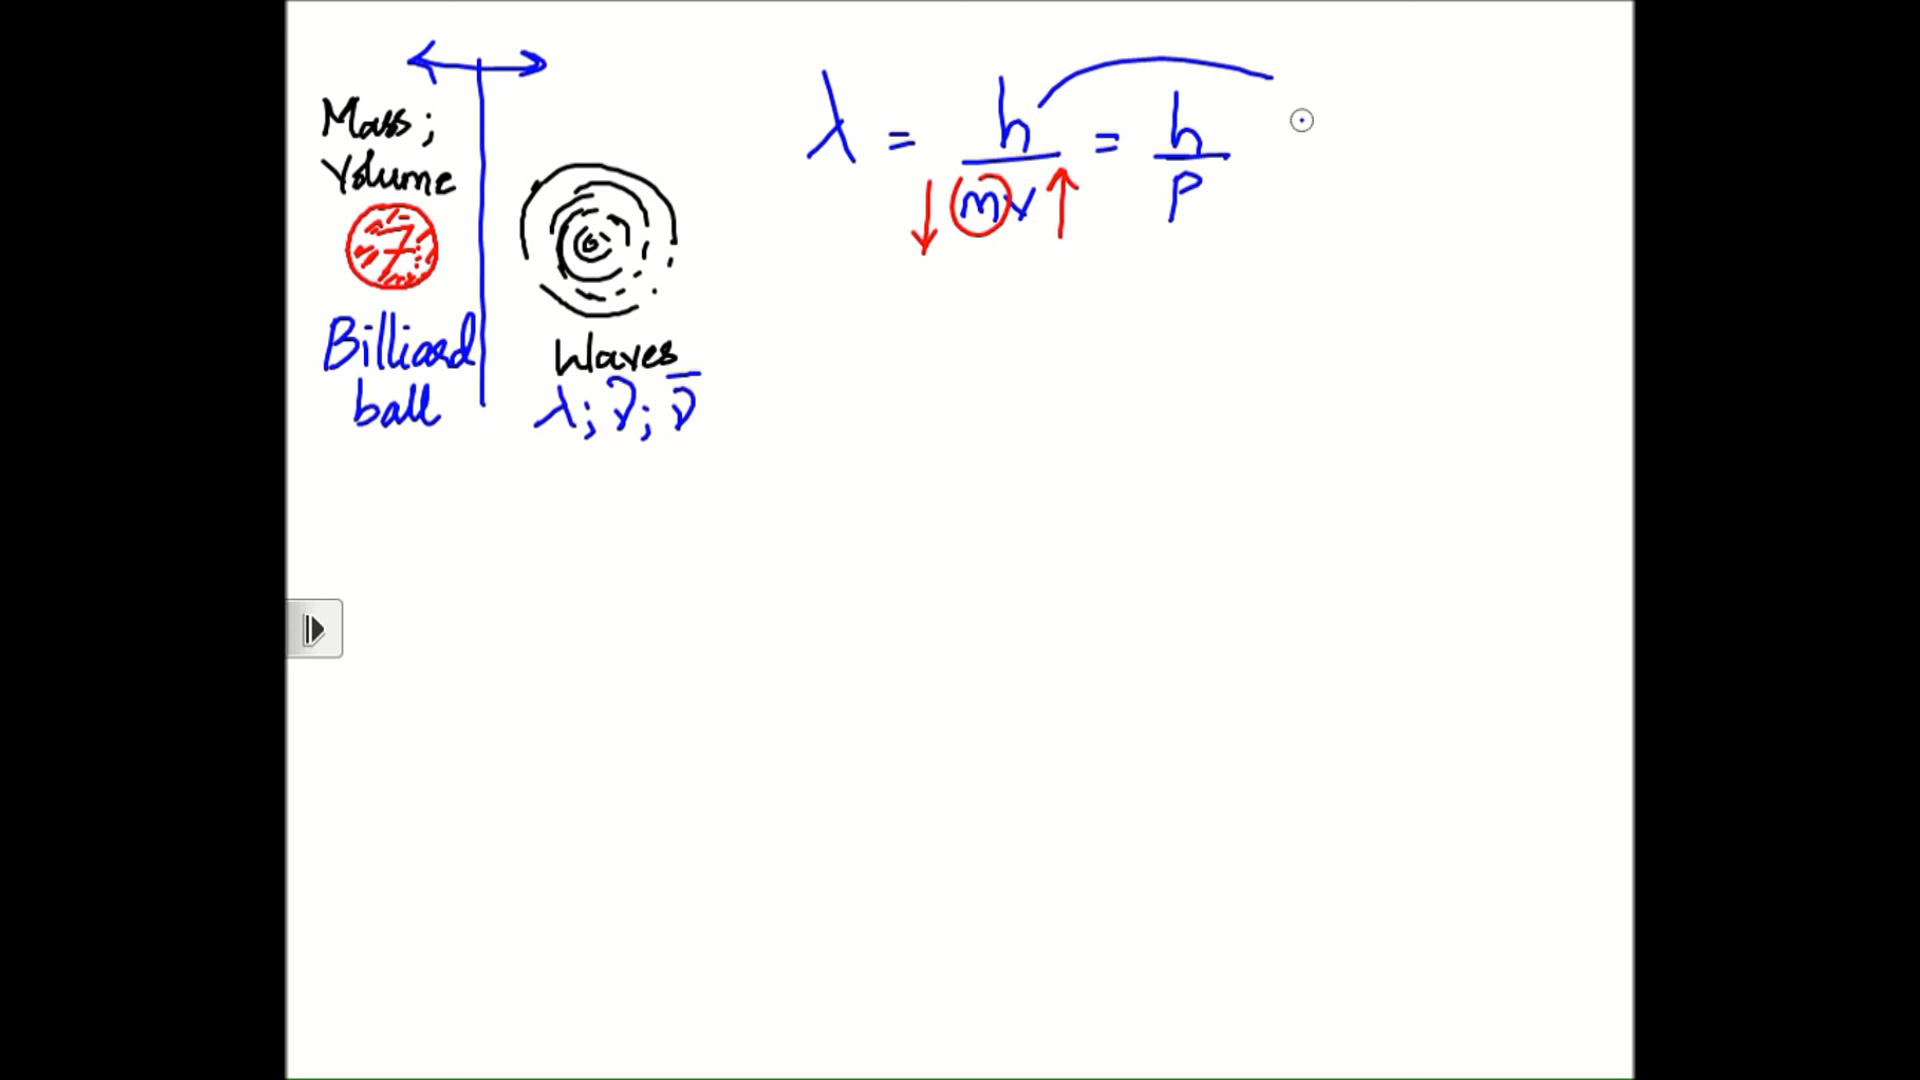 Mass;
Volume
7
Billiard
ball
Waves
λ; ν; ν̅
λ = h/mv = h/p